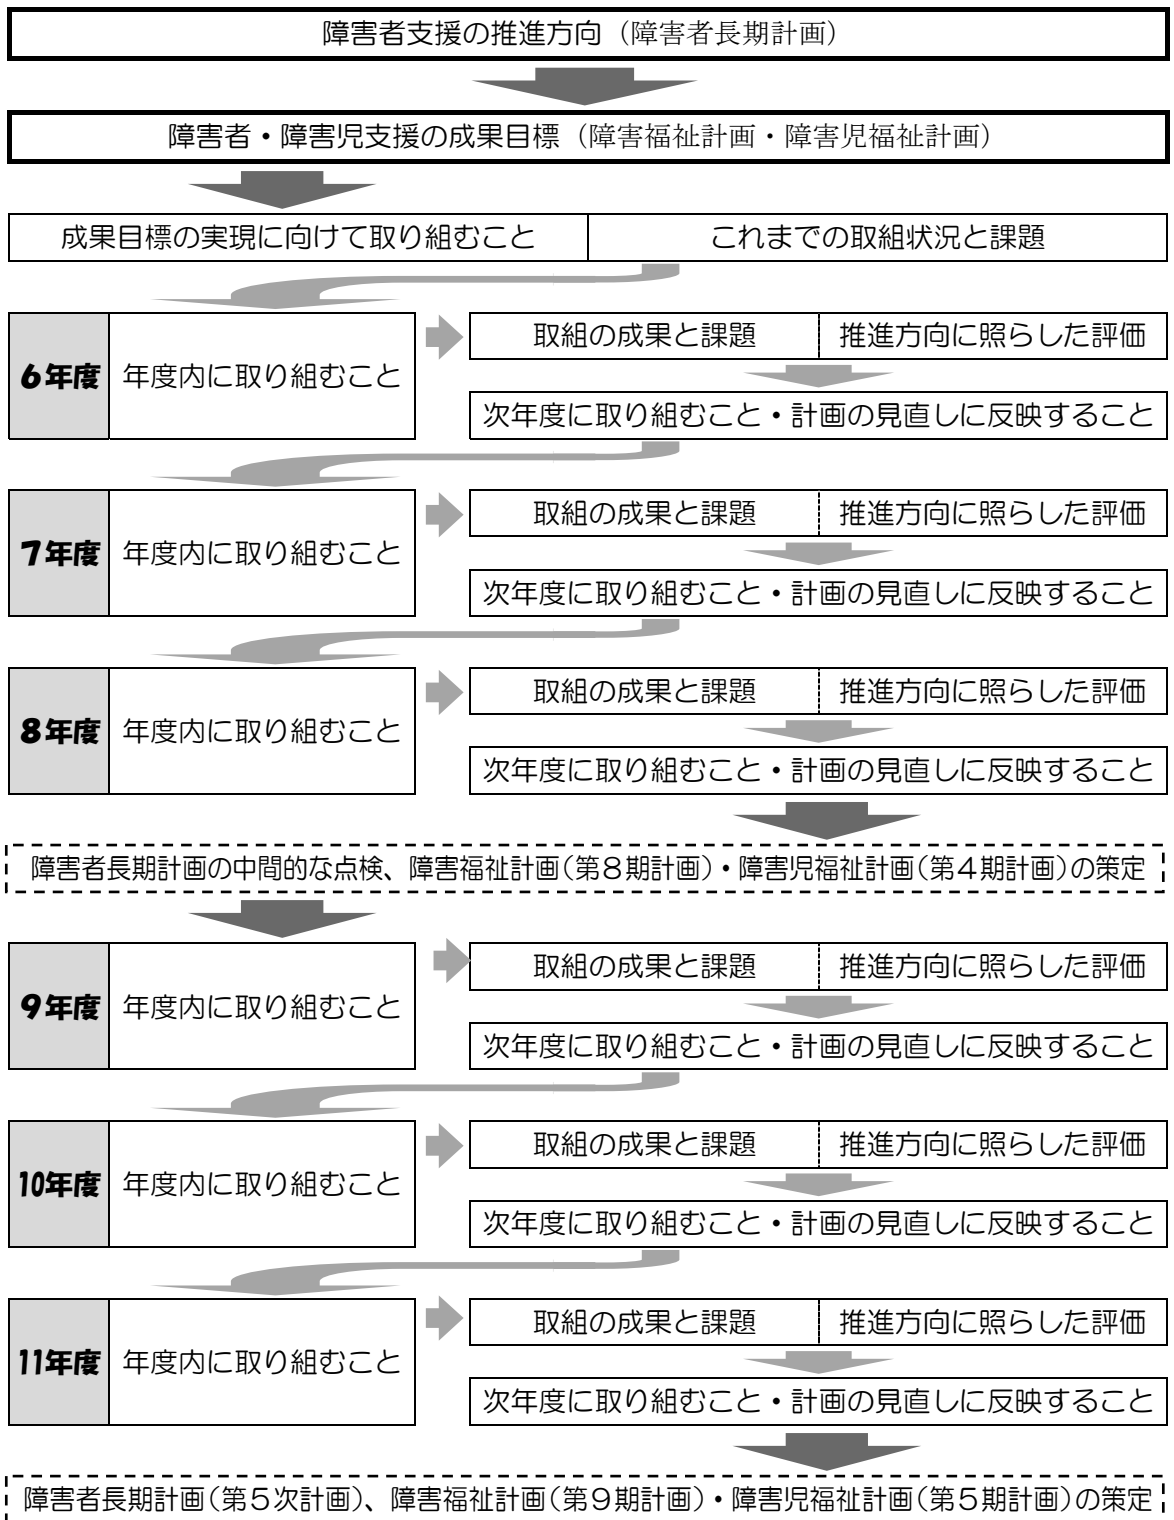 障害者支援の推進方向（障害者長期計画）
障害者・障害児支援の成果目標（障害福祉計画・障害児福祉計画）
成果目標の実現に向けて取り組むこと
これまでの取組状況と課題
６年度
年度内に取り組むこと
取組の成果と課題
推進方向に照らした評価
次年度に取り組むこと・計画の見直しに反映すること
７年度
年度内に取り組むこと
取組の成果と課題
推進方向に照らした評価
次年度に取り組むこと・計画の見直しに反映すること
８年度
年度内に取り組むこと
取組の成果と課題
推進方向に照らした評価
次年度に取り組むこと・計画の見直しに反映すること
障害者長期計画の中間的な点検、障害福祉計画（第８期計画）・障害児福祉計画（第４期計画）の策定
９年度
年度内に取り組むこと
取組の成果と課題
推進方向に照らした評価
次年度に取り組むこと・計画の見直しに反映すること
10年度
年度内に取り組むこと
取組の成果と課題
推進方向に照らした評価
次年度に取り組むこと・計画の見直しに反映すること
11年度
年度内に取り組むこと
取組の成果と課題
推進方向に照らした評価
次年度に取り組むこと・計画の見直しに反映すること
障害者長期計画（第５次計画）、障害福祉計画（第９期計画）・障害児福祉計画（第５期計画）の策定